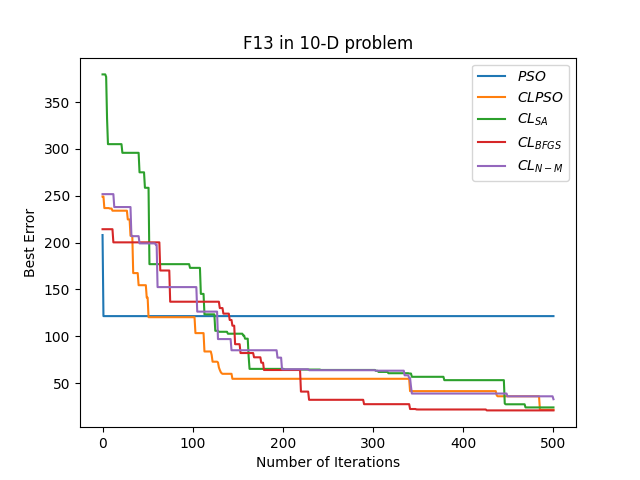 F13 in 10-D problem
PSO
CLPSO
CL_SA
CL_BFGS
CL_N−M
Best Error
350
300
250
200
150
100
50
0 100 200 300 400 500
Number of Iterations